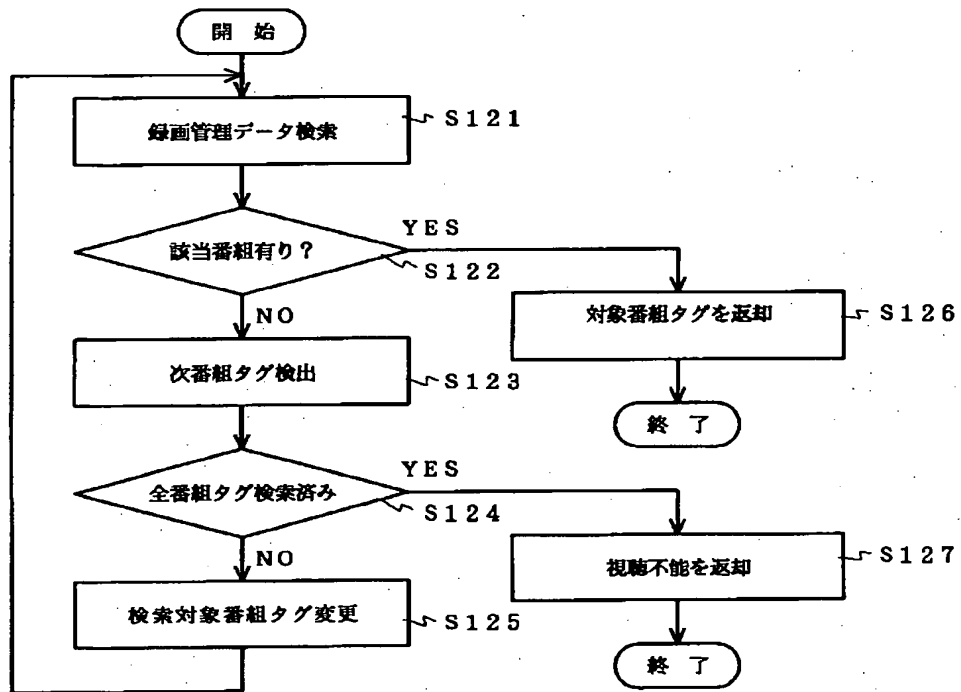 開 始
録画管理データ検索
S121
該当番組有り？
YES
S122
NO
対象番組タグを返却
S126
次番組タグ検出
S123
終 了
全番組タグ検索済み
YES
S124
NO
視聴不能を返却
S127
検索対象番組タグ変更
S125
終 了